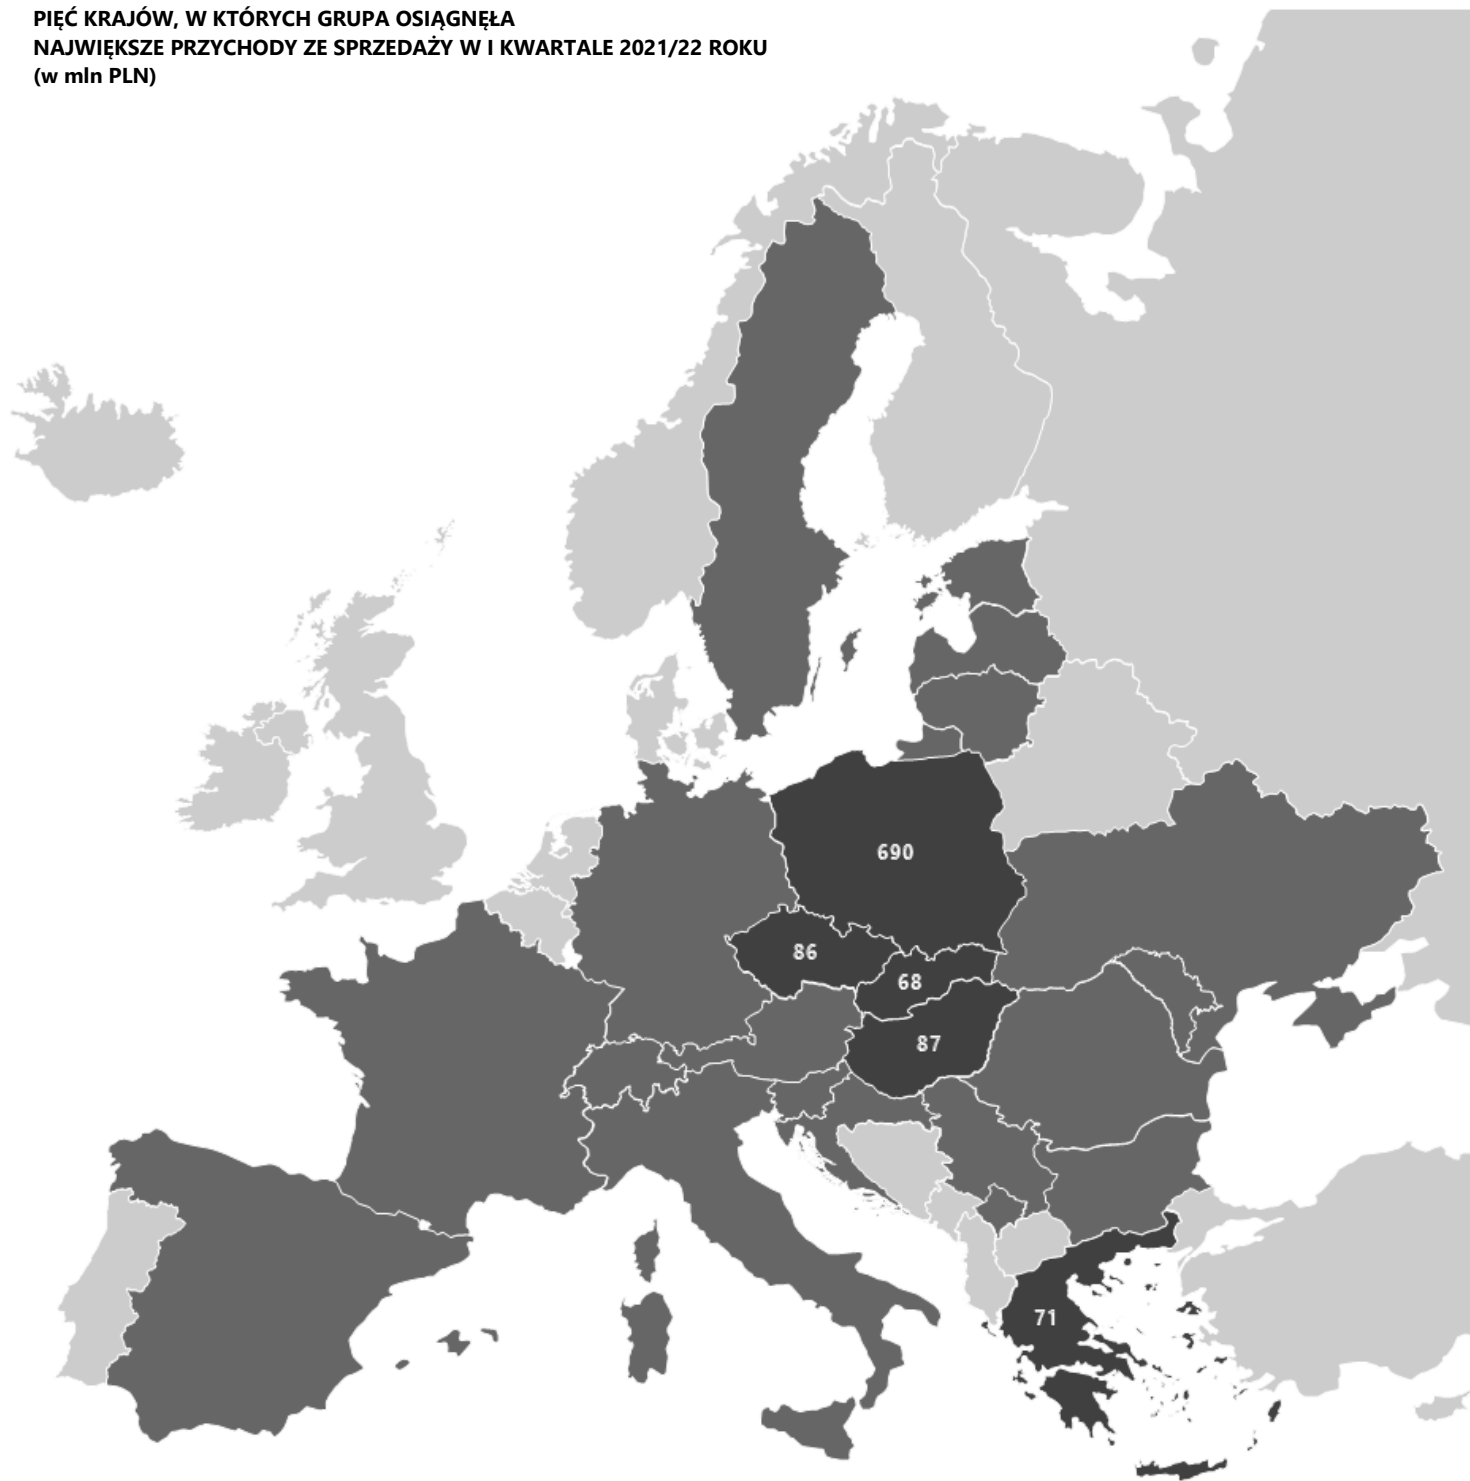 PIĘĆ KRAJÓW, W KTÓRYCH GRUPA OSIĄGNĘŁA
NAJWIĘKSZE PRZYCHODY ZE SPRZEDAŻY W I KWARTALE 2021/22 ROKU
(w mln PLN)
690
86
68
87
71